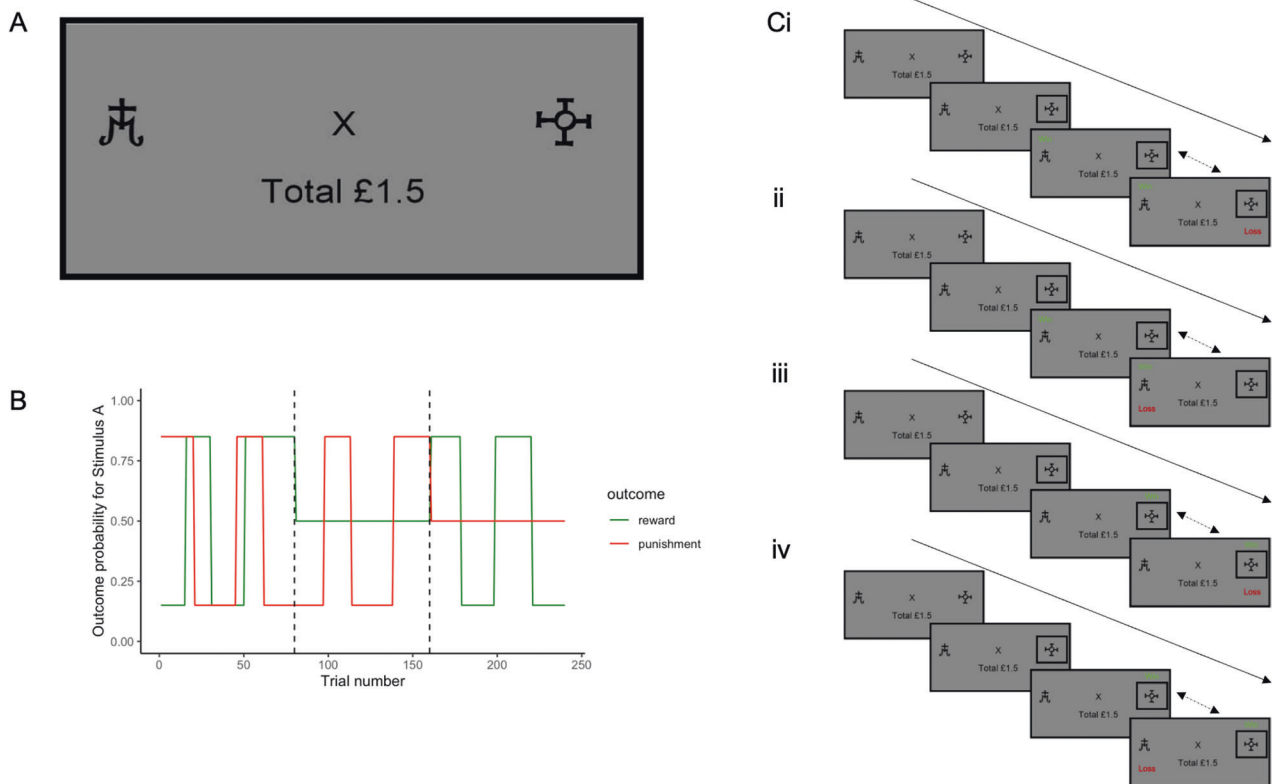 A
X
Total £1.5
B
Outcome probability for Stimulus A
1.00
0.75
0.50
0.25
0.00
0
50
100
150
200
250
Trial number
outcome
reward
punishment
Ci
X
Total £1.5
X
Total £1.5
X
Total £1.5
X
Total £1.5
Loss
ii
X
Total £1.5
X
Total £1.5
X
Total £1.5
X
Total £1.5
Loss
iii
X
Total £1.5
X
Total £1.5
X
Total £1.5
X
Total £1.5
Loss
iv
X
Total £1.5
X
Total £1.5
X
Total £1.5
X
Total £1.5
Loss